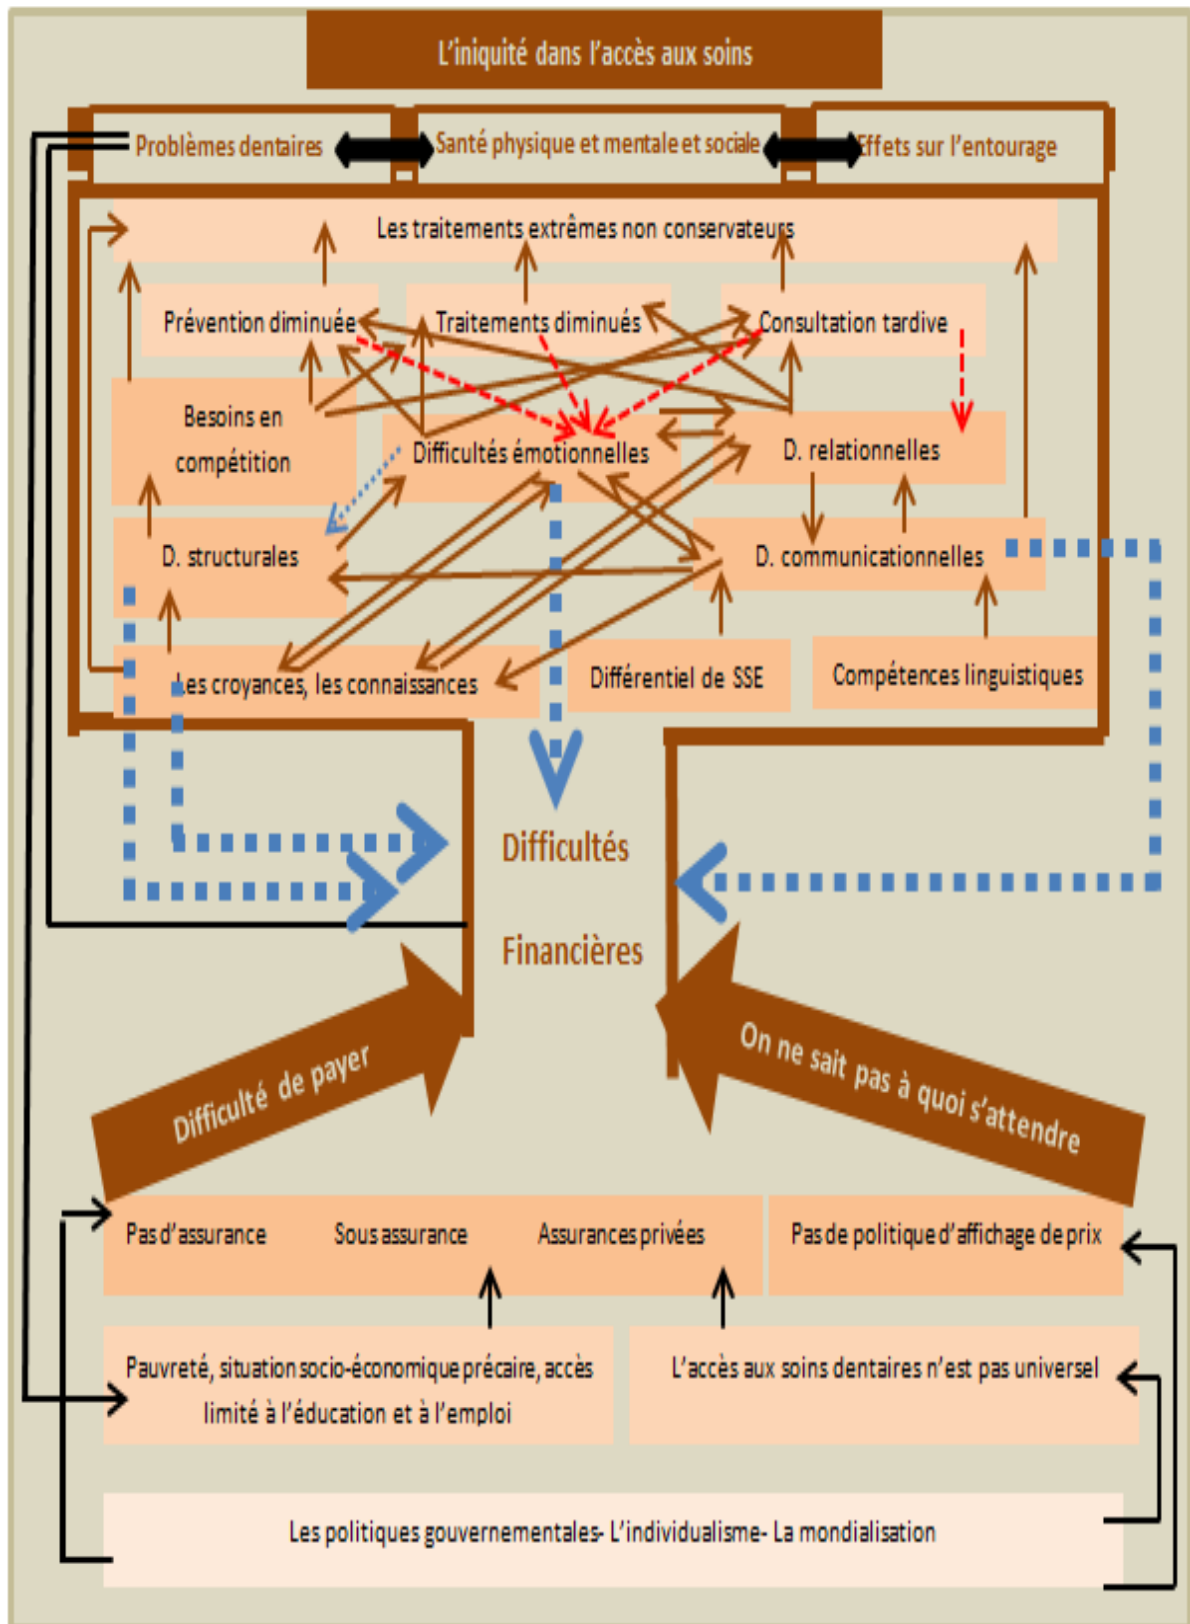 L'iniquité dans l'accès aux soins
Problèmes dentaires
Santé physique et mentale et sociale
Effets sur l'entourage
Les traitements extrêmes non conservateurs
Prévention diminuée
Traitements diminués
Consultation tardive
Besoins en
compétition
Difficultés émotionnelles
D. relationnelles
D. structurales
D. communicationnelles
Les croyances, les connaissances
Différentiel de SSE
Compétences linguistiques
Difficultés
Financières
Difficulté de payer
On ne sait pas à quoi s'attendre
Pas d'assurance
Sous assurance
Assurances privées
Pas de politique d'affichage de prix
Pauvreté, situation socio-économique précaire, accès
limité à l'éducation et à l'emploi
L'accès aux soins dentaires n'est pas universel
Les politiques gouvernementales- L'individualisme- La mondialisation